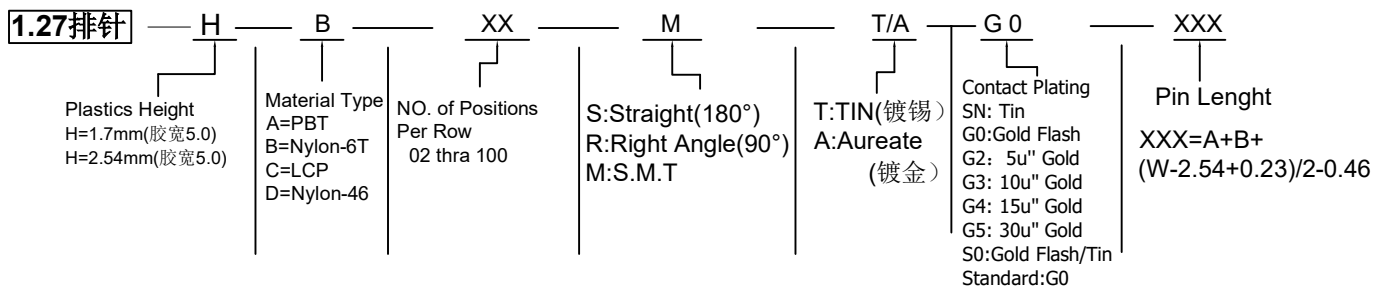 1.27排针 H B XX M T/A G 0 XXX
Plastics Height
H=1.7mm(胶宽5.0)
H=2.54mm(胶宽5.0)
Material Type
A=PBT
B=Nylon-6T
C=LCP
D=Nylon-46
NO. of Positions
Per Row
02 thra 100
S:Straight(180°)
R:Right Angle(90°)
M:S.M.T
T:TIN(镀锡）
A:Aureate
(镀金）
Contact Plating
SN: Tin
G0:Gold Flash
G2： 5u" Gold
G3: 10u" Gold
G4: 15u" Gold
G5: 30u" Gold
S0:Gold Flash/Tin
Standard:G0
Pin Lenght
XXX=A+B+
(W-2.54+0.23)/2-0.46